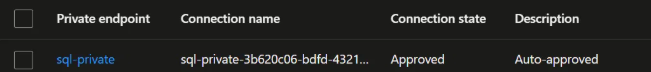 Private endpoint Connection name Connection state Description
sql-private sql-private-3b620c06-bdfd-4321... Approved Auto-approved